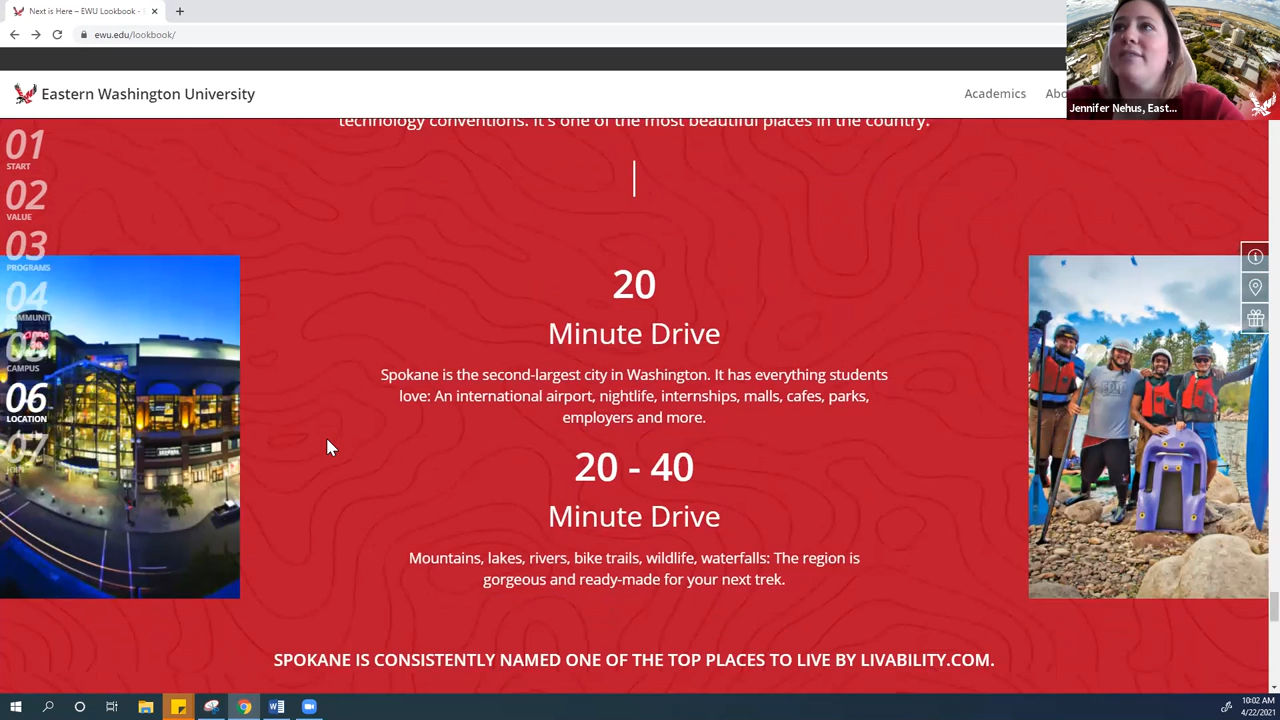 Next is Here – EWU Lookbook -
ewu.edu/lookbook/
Eastern Washington University
Academics
Jennifer Nehus, East...
technology conventions. It's one of the most beautiful places in the country.
01
START
02
VALUE
03
PROGRAMS
04
COMMUNITY
05
CAMPUS
06
LOCATION
07
JOIN
20
Minute Drive
Spokane is the second-largest city in Washington. It has everything students
love: An international airport, nightlife, internships, malls, cafes, parks,
employers and more.
20 - 40
Minute Drive
Mountains, lakes, rivers, bike trails, wildlife, waterfalls: The region is
gorgeous and ready-made for your next trek.
SPOKANE IS CONSISTENTLY NAMED ONE OF THE TOP PLACES TO LIVE BY LIVABILITY.COM.
10:02 AM
4/22/2021